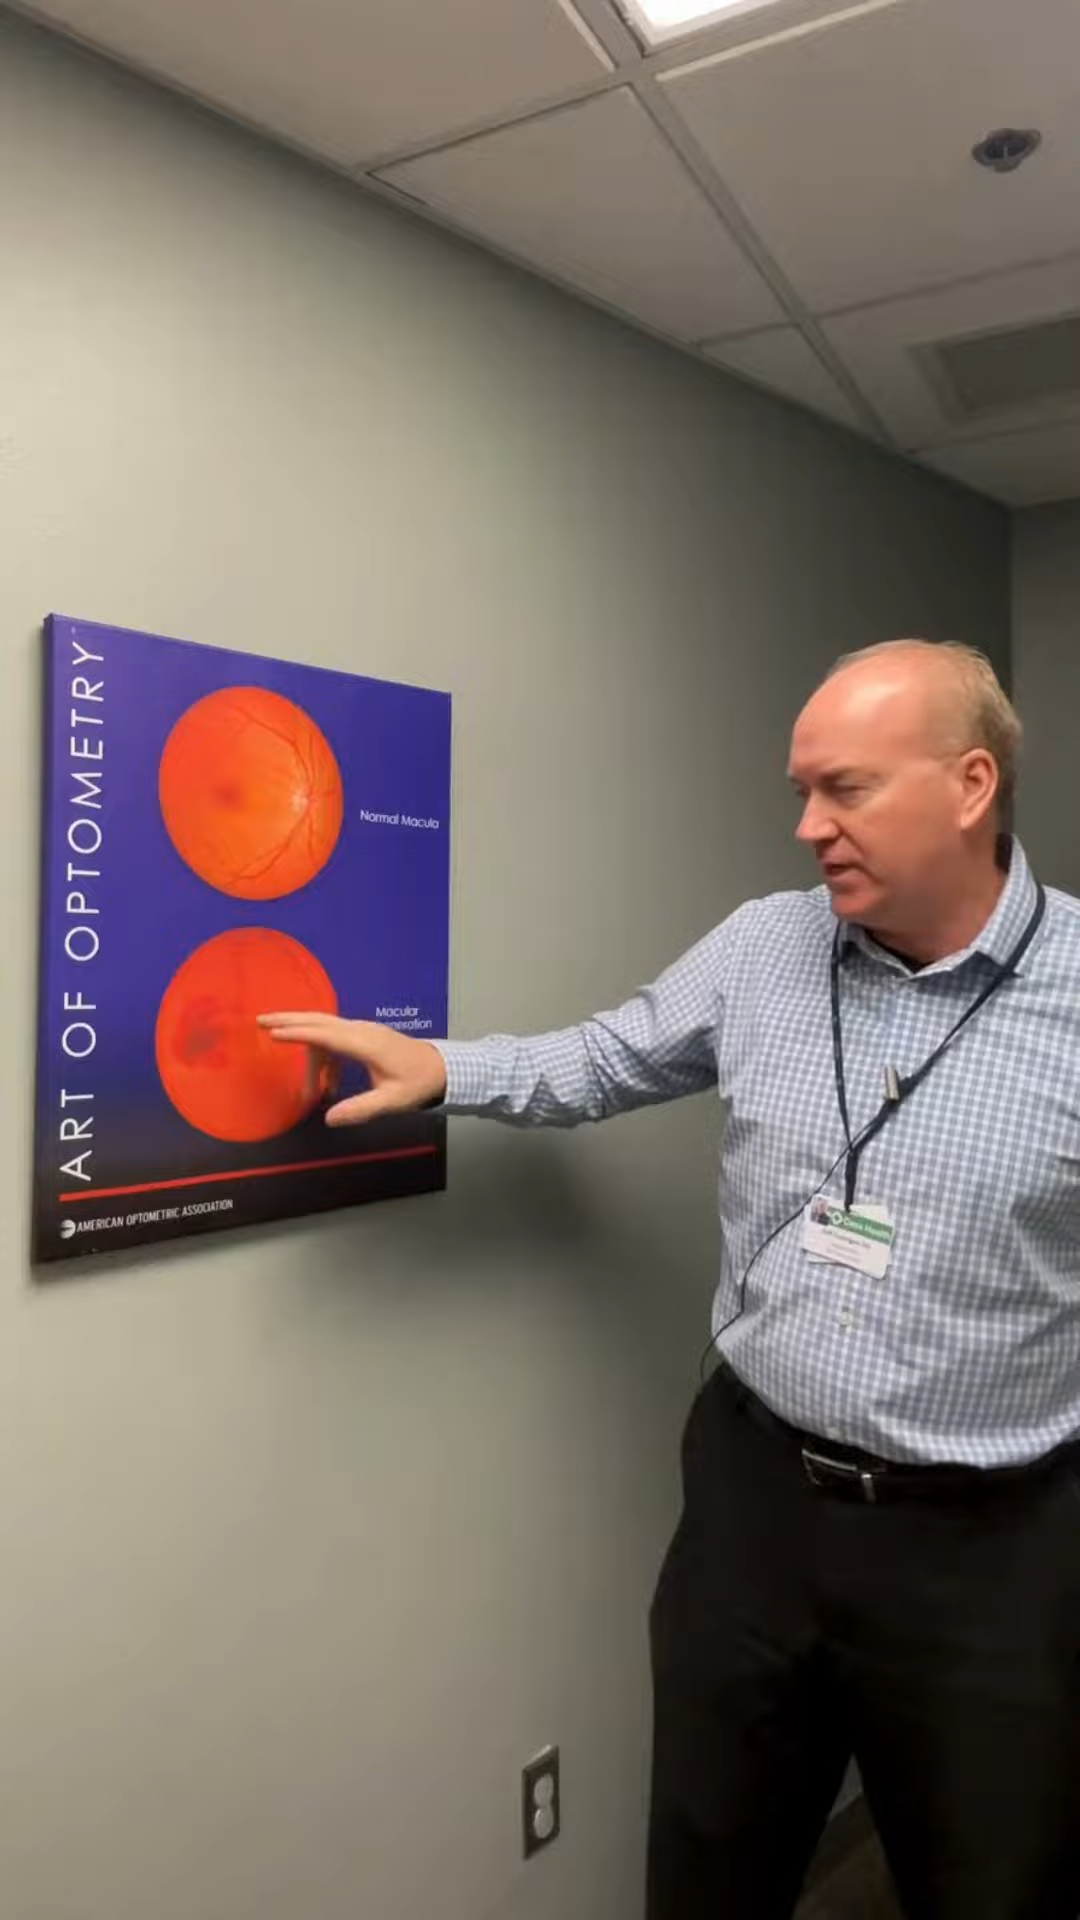 ART OF OPTOMETRY
Normal Macula
Macular
AMERICAN OPTOMETRIC ASSOCIATION